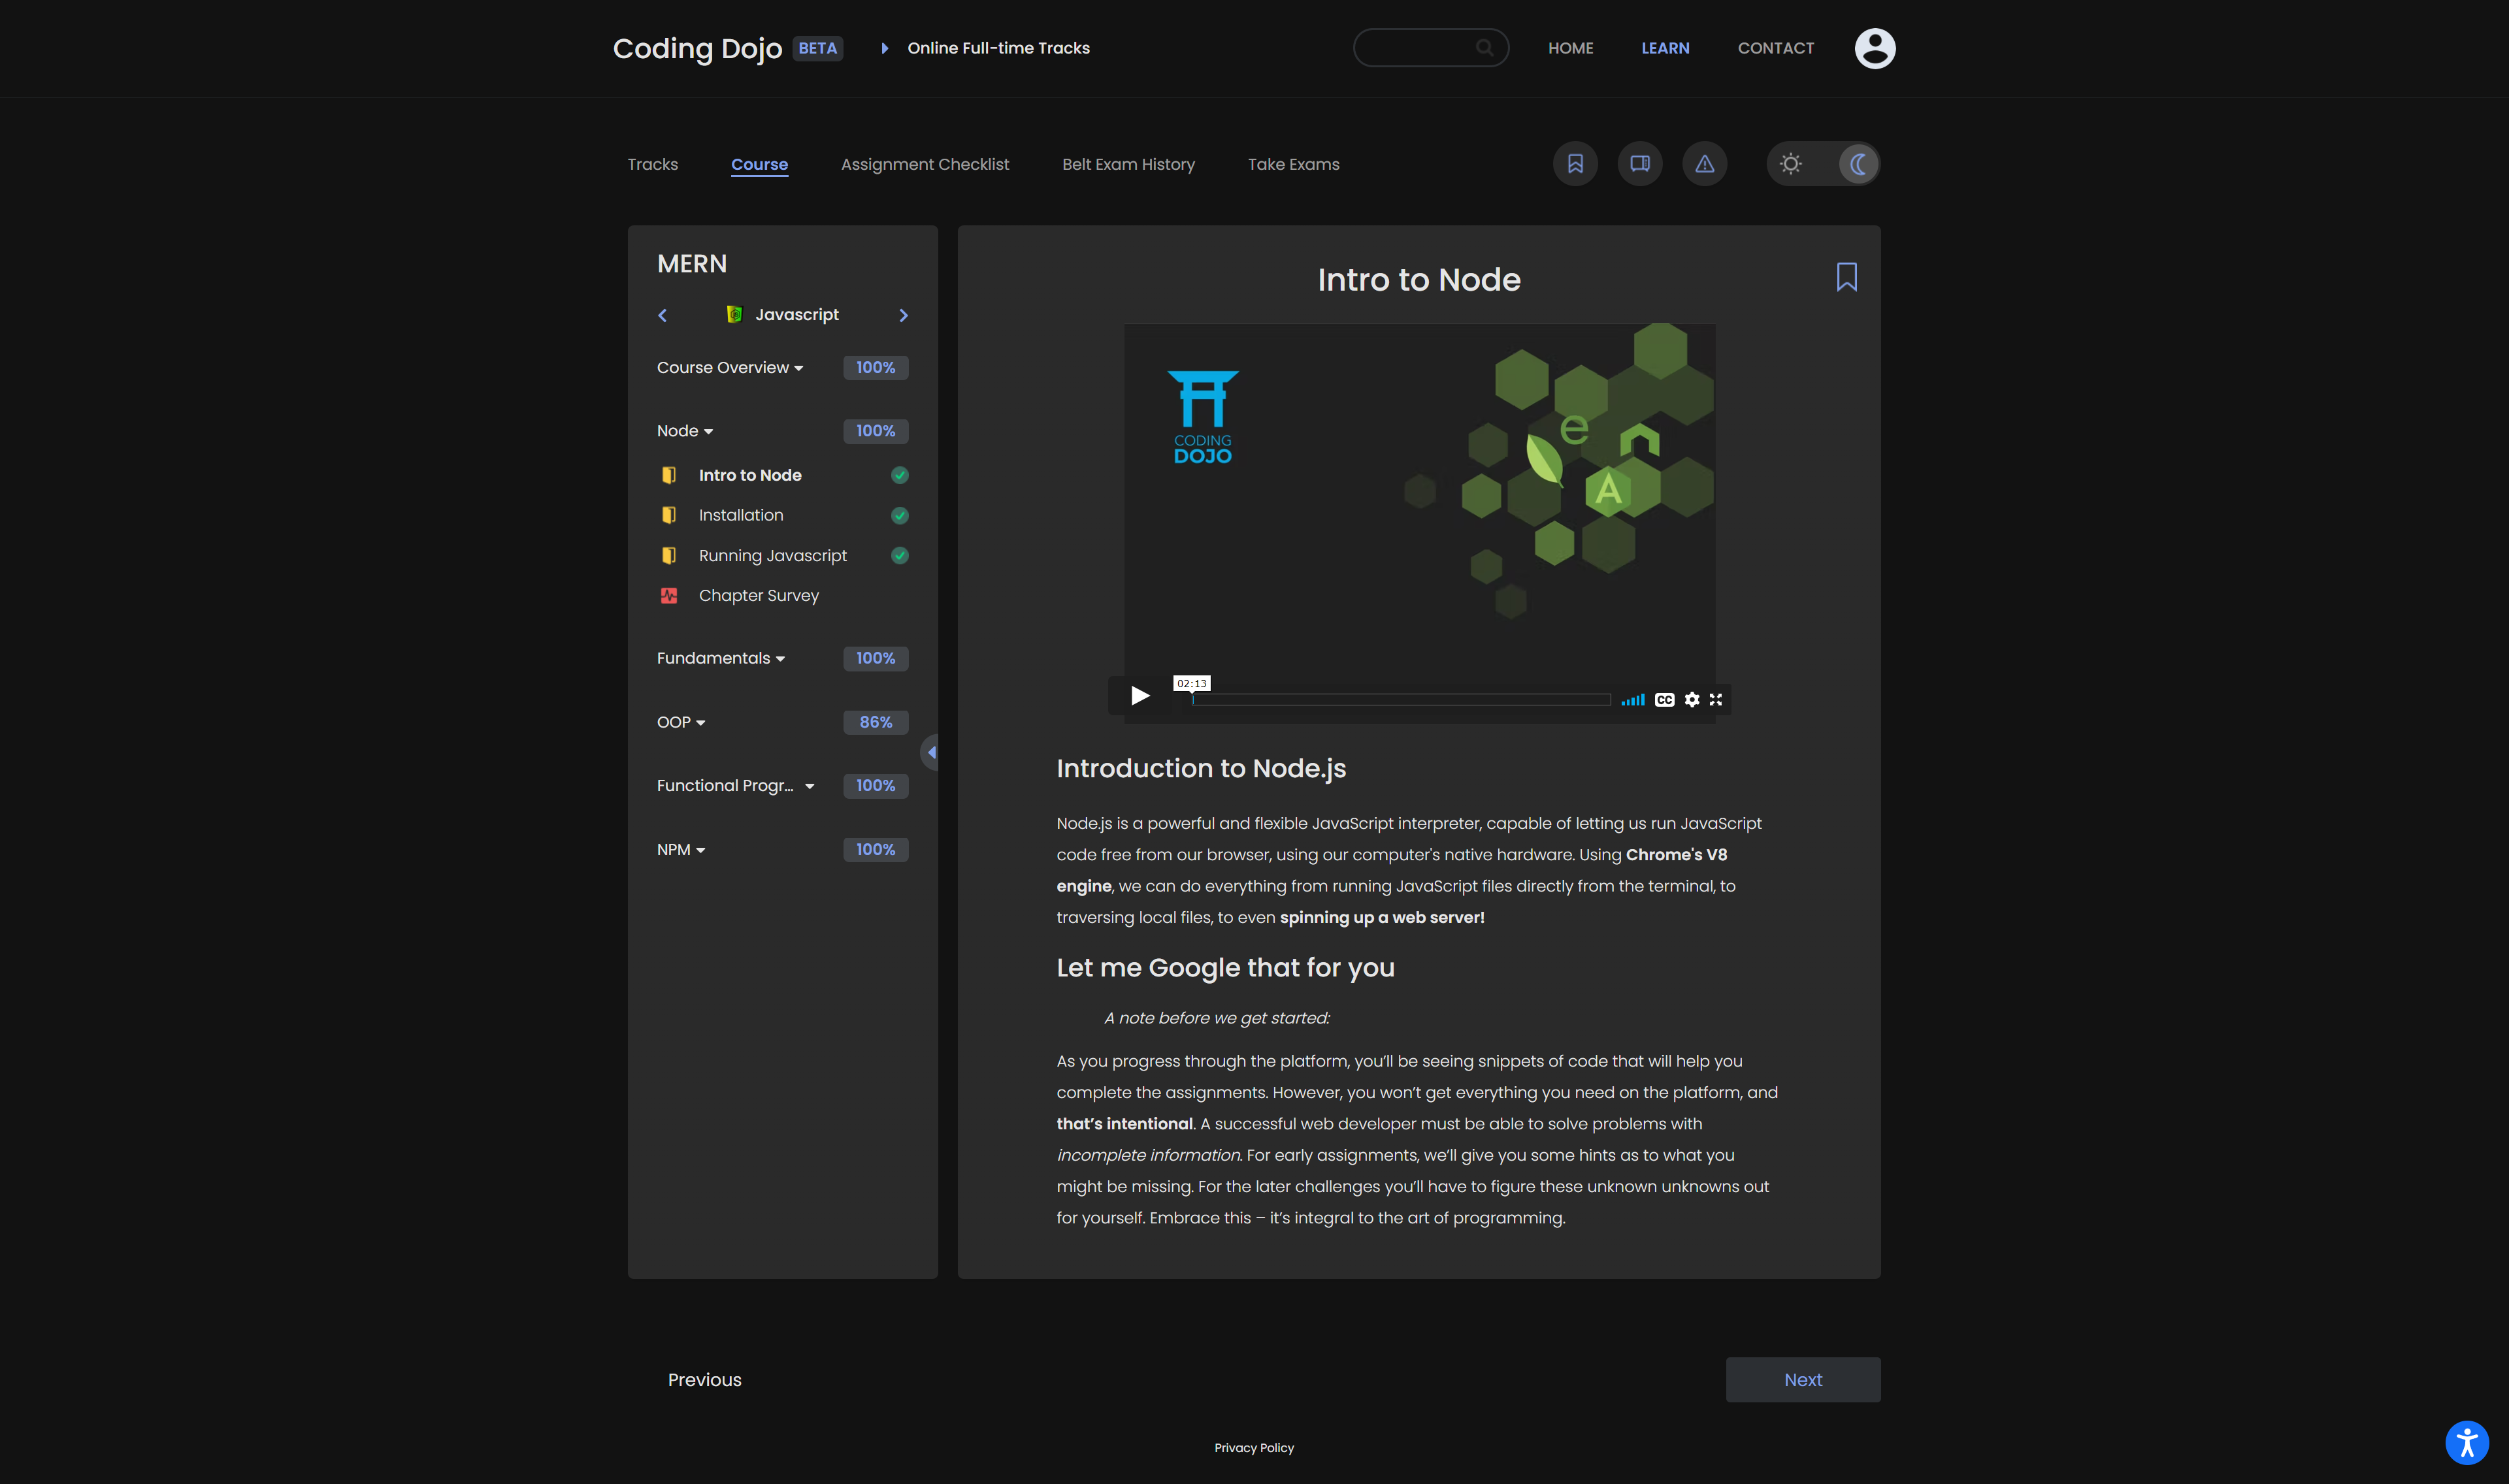 Coding Dojo BETA Online Full-time Tracks HOME LEARN CONTACT
Tracks Course Assignment Checklist Belt Exam History Take Exams
MERN
Javascript
Course Overview 100%
Node 100%
Intro to Node
Installation
Running Javascript
Chapter Survey
Fundamentals 100%
OOP 86%
Functional Progr... 100%
NPM 100%
Intro to Node
CODING
DOJO
e
A
02:13
CC
Introduction to Node.js
Node.js is a powerful and flexible JavaScript interpreter, capable of letting us run JavaScript
code free from our browser, using our computer's native hardware. Using Chrome's V8
engine, we can do everything from running JavaScript files directly from the terminal, to
traversing local files, to even spinning up a web server!
Let me Google that for you
A note before we get started:
As you progress through the platform, you’ll be seeing snippets of code that will help you
complete the assignments. However, you won’t get everything you need on the platform, and
that’s intentional. A successful web developer must be able to solve problems with
incomplete information. For early assignments, we’ll give you some hints as to what you
might be missing. For the later challenges you’ll have to figure these unknown unknowns out
for yourself. Embrace this – it’s integral to the art of programming.
Previous
Next
Privacy Policy